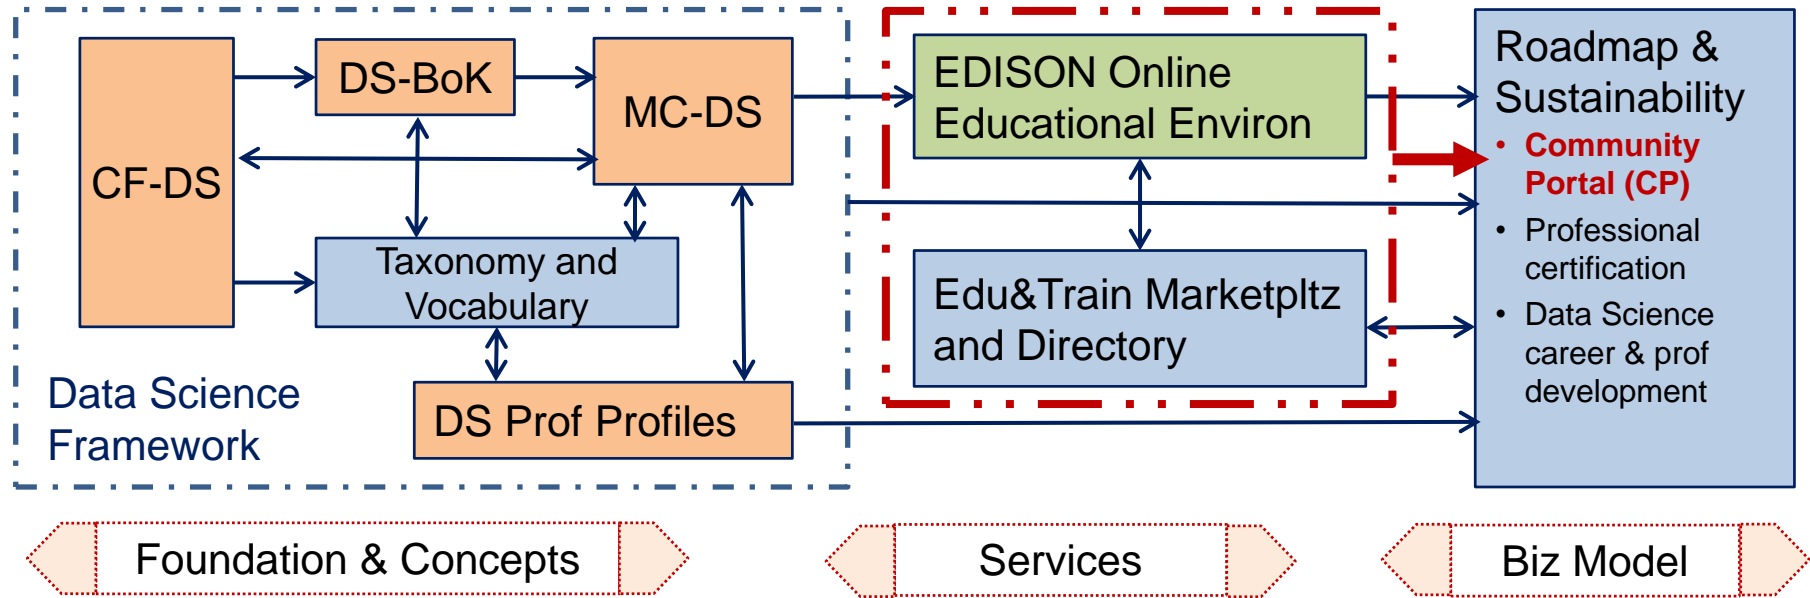 CF-DS
DS-BoK
MC-DS
Taxonomy and
Vocabulary
DS Prof Profiles
Data Science
Framework
EDISON Online
Educational Environ
Edu&Train Marketpltz
and Directory
Roadmap &
Sustainability
• Community
Portal (CP)
• Professional
certification
• Data Science
career & prof
development
Foundation & Concepts
Services
Biz Model